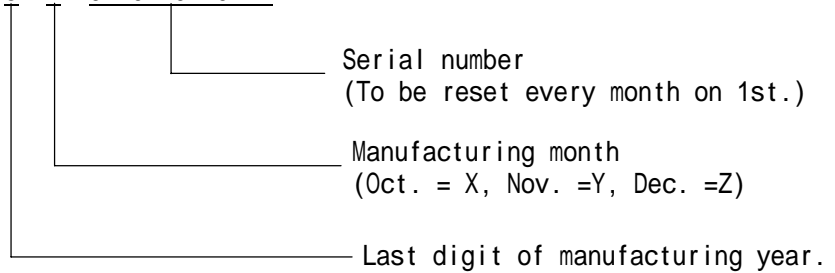 Serial number
(To be reset every month on 1st.)
Manufacturing month
(Oct. = X, Nov. =Y, Dec. =Z)
Last digit of manufacturing year.